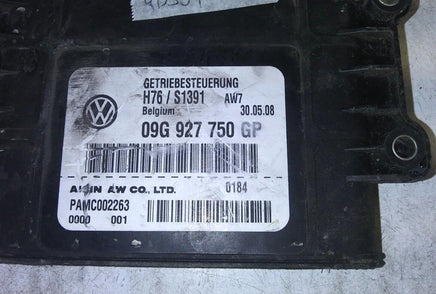 GETRIEBESTEUERUNG
H76 / S1391 AW7
Belgium 30.05.08
09G 927 750 GP
AISIN AW CO., LTD. 0184
PAMC002263
0000 001